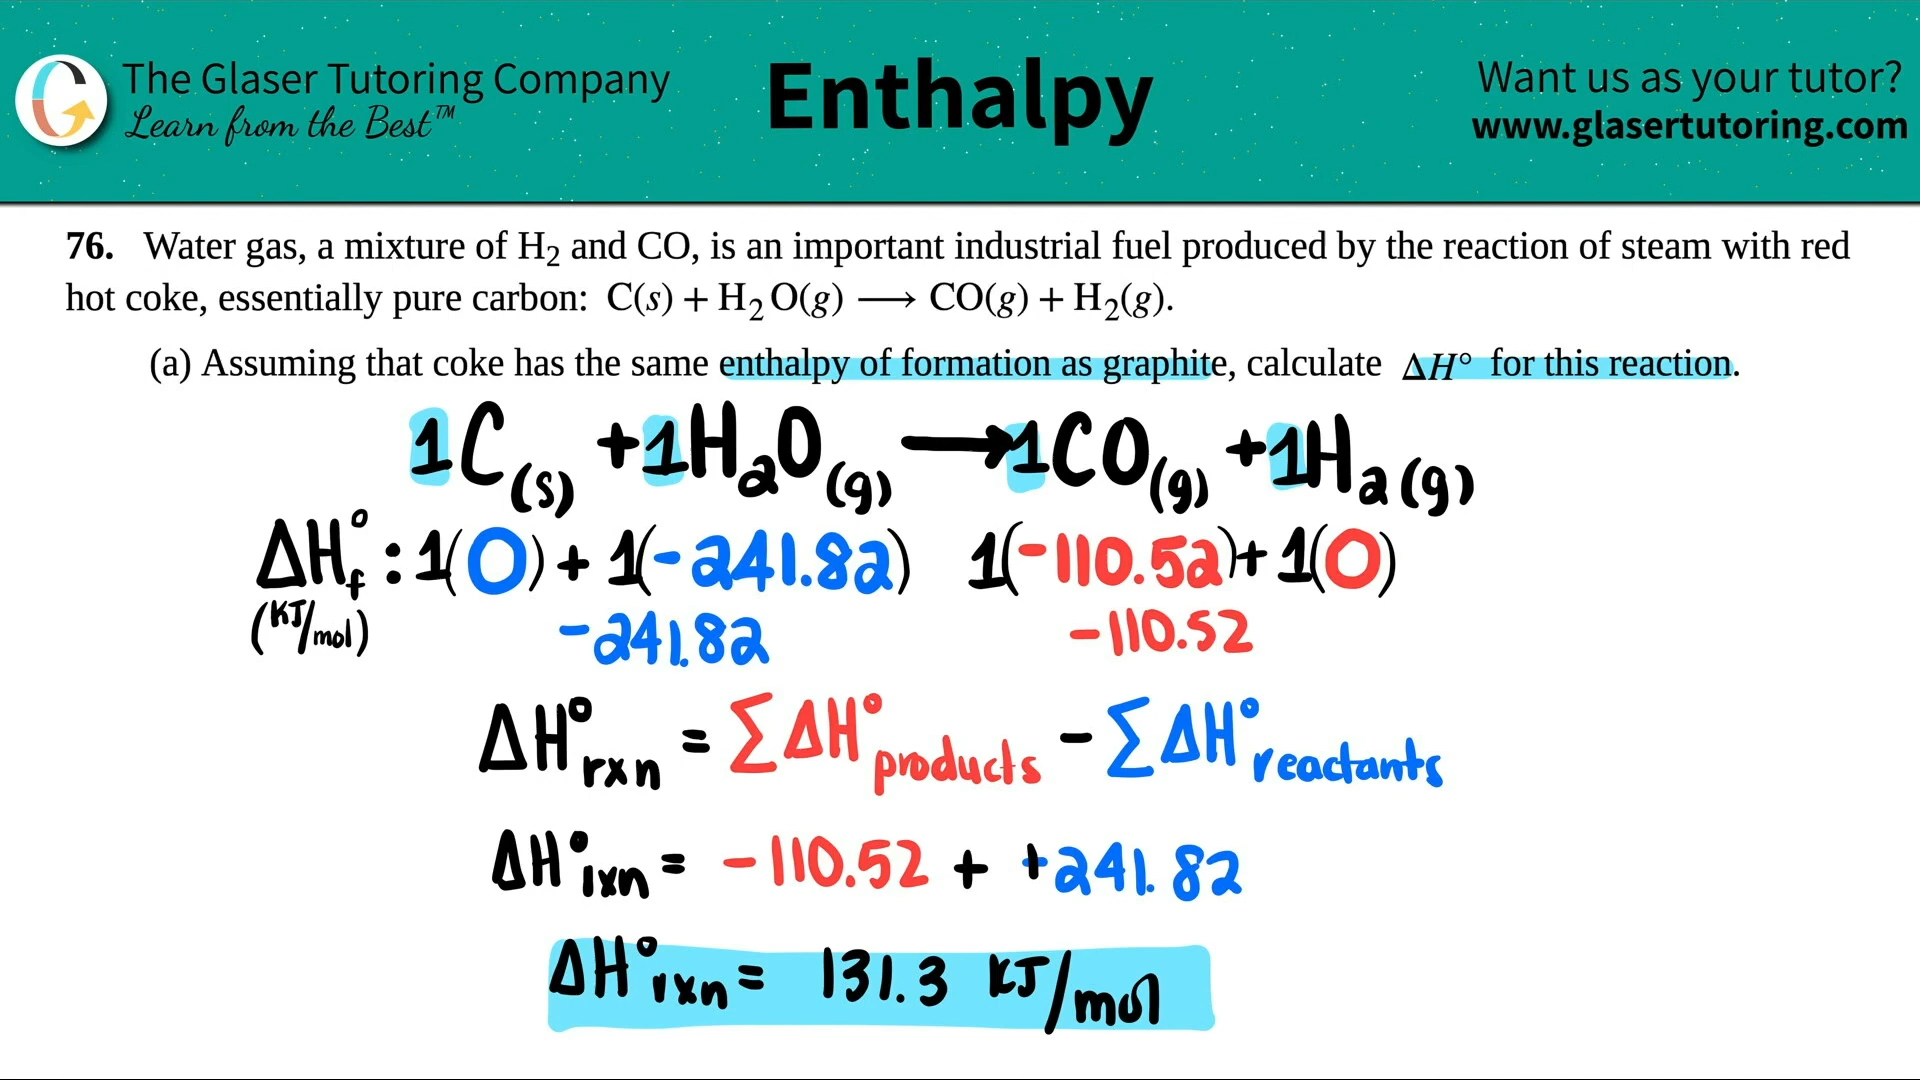 The Glaser Tutoring Company
Learn from the Best™
Enthalpy
Want us as your tutor?
www.glasertutoring.com
76. Water gas, a mixture of H₂ and CO, is an important industrial fuel produced by the reaction of steam with red
hot coke, essentially pure carbon: C(s) + H₂O(g) ⟶ CO(g) + H₂(g).
(a) Assuming that coke has the same enthalpy of formation as graphite, calculate ΔH° for this reaction.
1C(s) + 1H₂O(g) → 1CO(g) + 1H₂(g)
ΔH°f : 1(0) + 1(-241.82) 1(-110.52) + 1(0)
(KJ/mol) -241.82 -110.52
ΔH°rxn = ΣΔH°products - ΣΔH°reactants
ΔH°rxn = -110.52 + +241.82
ΔH°rxn = 131.3 KJ/mol